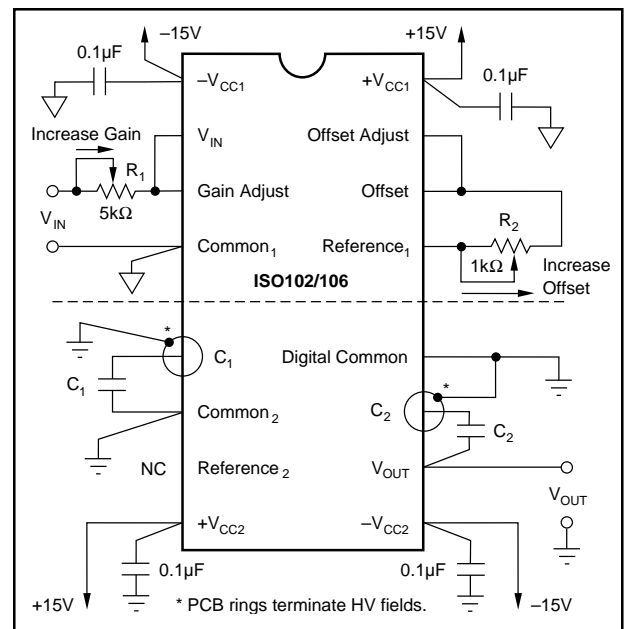 –15V
+15V
0.1µF
0.1µF
–VCC1
+VCC1
Increase Gain
VIN
Offset Adjust
R1
Gain Adjust
Offset
5kΩ
VIN
R2
Common1
Reference1
1kΩ
Increase
Offset
ISO102/106
*
C1
Digital Common
C1
*
C2
C2
Common2
NC
Reference2
VOUT
VOUT
+VCC2
–VCC2
0.1µF
0.1µF
+15V
* PCB rings terminate HV fields.
–15V